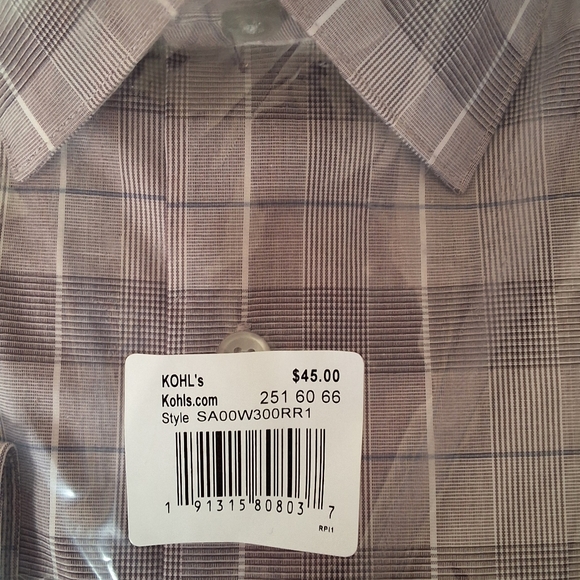 KOHL's $45.00
Kohls.com 251 60 66
Style SA00W300RR1
1 91315 80803 7
RPI1